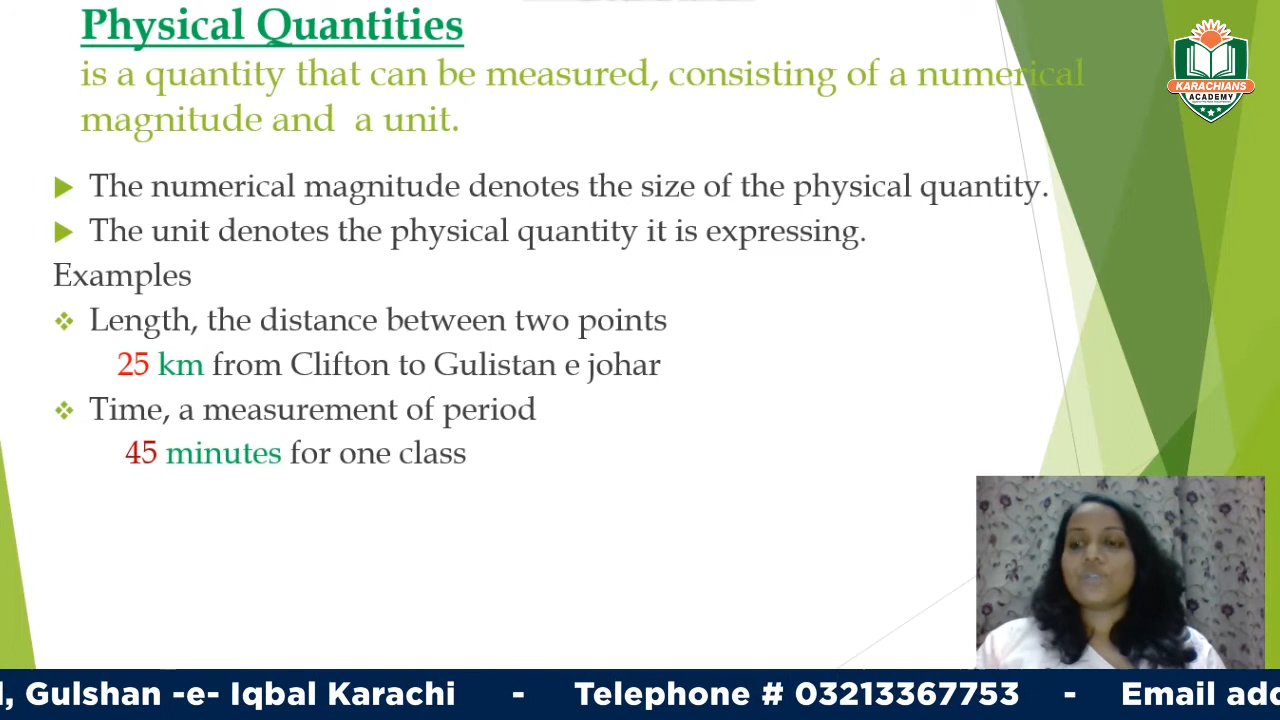 Physical Quantities
is a quantity that can be measured, consisting of a numerical
magnitude and a unit.
The numerical magnitude denotes the size of the physical quantity.
The unit denotes the physical quantity it is expressing.
Examples
Length, the distance between two points
25 km from Clifton to Gulistan e johar
Time, a measurement of period
45 minutes for one class
KARACHIANS
ACADEMY
, Gulshan -e- Iqbal Karachi - Telephone # 03213367753 - Email add